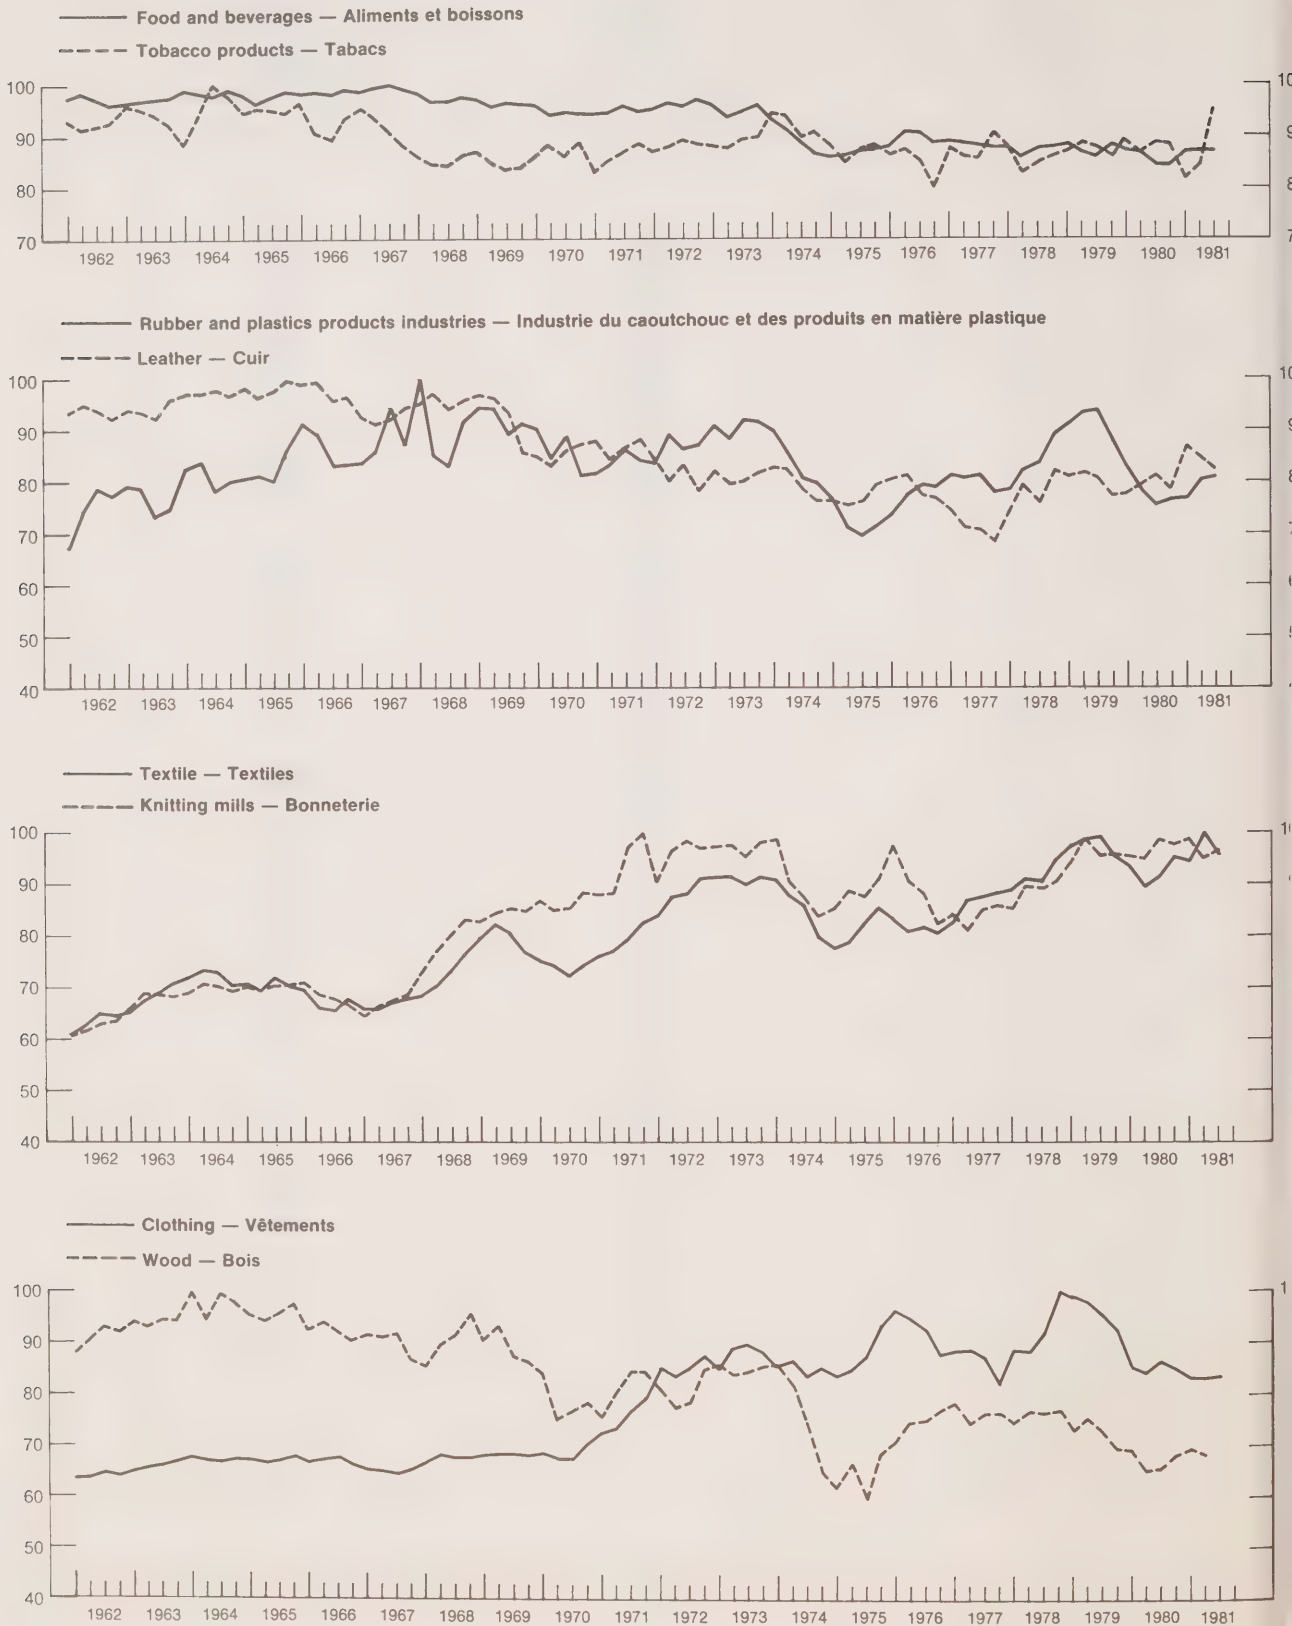 Food and beverages — Aliments et boissons
Tobacco products — Tabacs
100
90
80
70
1962 1963 1964 1965 1966 1967 1968 1969 1970 1971 1972 1973 1974 1975 1976 1977 1978 1979 1980 1981
Rubber and plastics products industries — Industrie du caoutchouc et des produits en matière plastique
Leather — Cuir
100
90
80
70
60
50
40
1962 1963 1964 1965 1966 1967 1968 1969 1970 1971 1972 1973 1974 1975 1976 1977 1978 1979 1980 1981
Textile — Textiles
Knitting mills — Bonneterie
100
90
80
70
60
50
40
1962 1963 1964 1965 1966 1967 1968 1969 1970 1971 1972 1973 1974 1975 1976 1977 1978 1979 1980 1981
Clothing — Vêtements
Wood — Bois
100
90
80
70
60
50
40
1962 1963 1964 1965 1966 1967 1968 1969 1970 1971 1972 1973 1974 1975 1976 1977 1978 1979 1980 1981